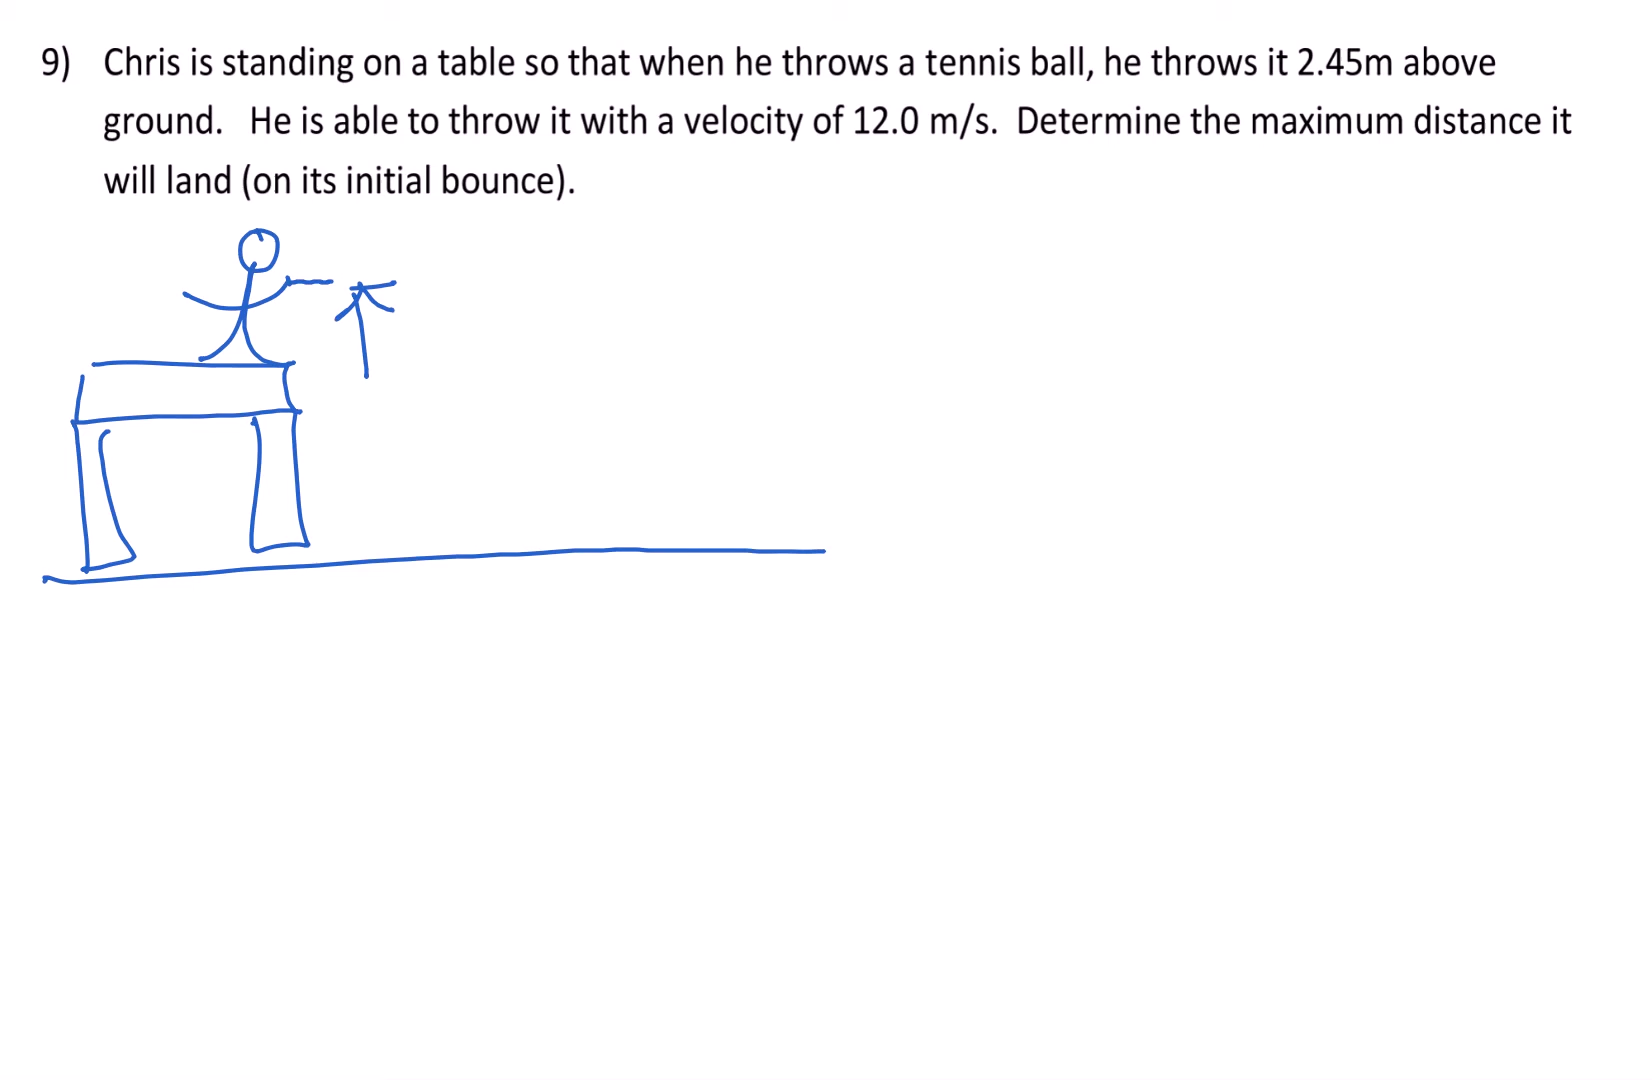 9) Chris is standing on a table so that when he throws a tennis ball, he throws it 2.45m above
ground. He is able to throw it with a velocity of 12.0 m/s. Determine the maximum distance it
will land (on its initial bounce).